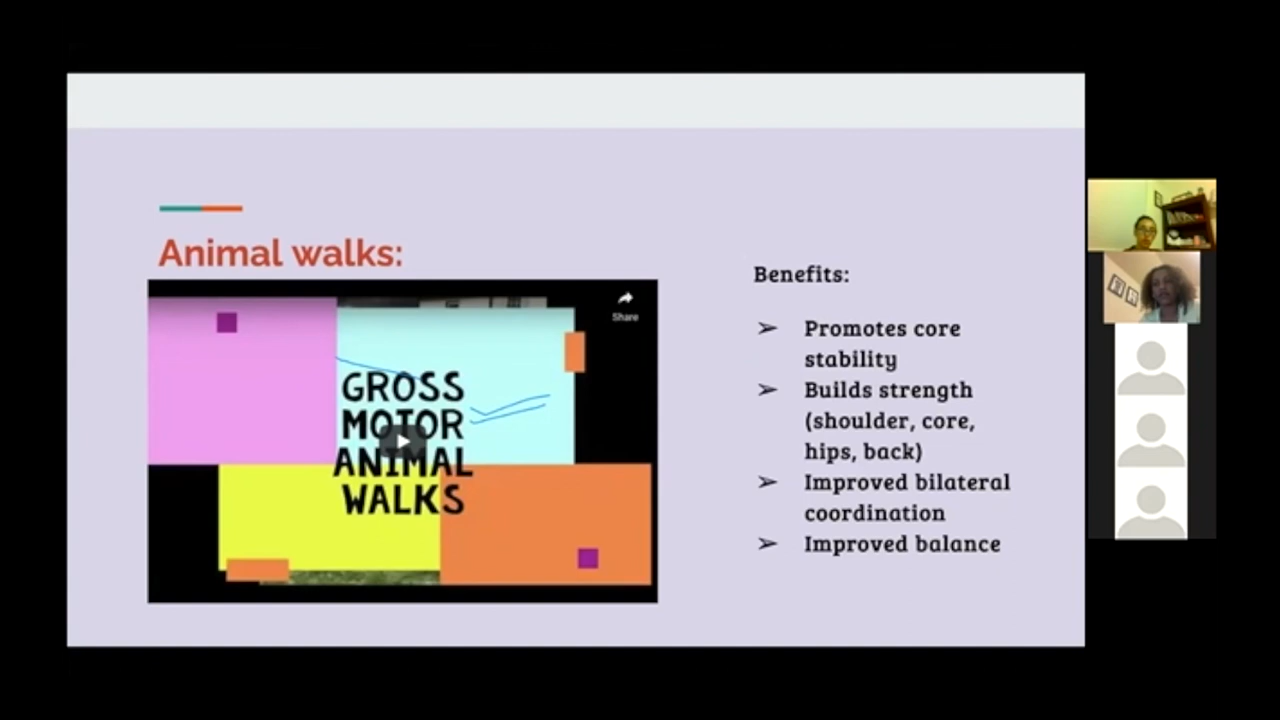 Animal walks:
Share
GROSS
MOTOR
ANIMAL
WALKS
Benefits:
➢ Promotes core
stability
➢ Builds strength
(shoulder, core,
hips, back)
➢ Improved bilateral
coordination
➢ Improved balance